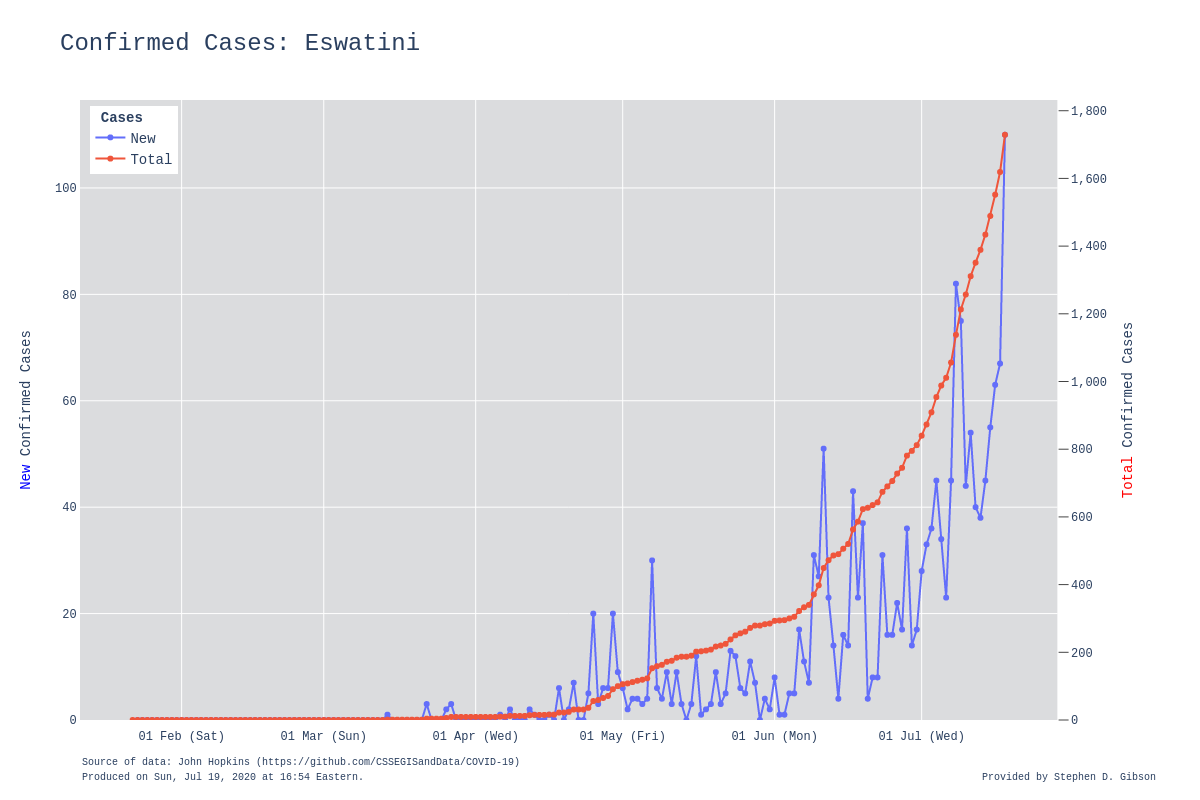 Confirmed Cases: Eswatini
Cases
New
Total
100
80
60
40
20
0
1,800
1,600
1,400
1,200
1,000
800
600
400
200
0
New Confirmed Cases
Total Confirmed Cases
01 Feb (Sat)
01 Mar (Sun)
01 Apr (Wed)
01 May (Fri)
01 Jun (Mon)
01 Jul (Wed)
Source of data: John Hopkins (https://github.com/CSSEGISandData/COVID-19)
Produced on Sun, Jul 19, 2020 at 16:54 Eastern.
Provided by Stephen D. Gibson